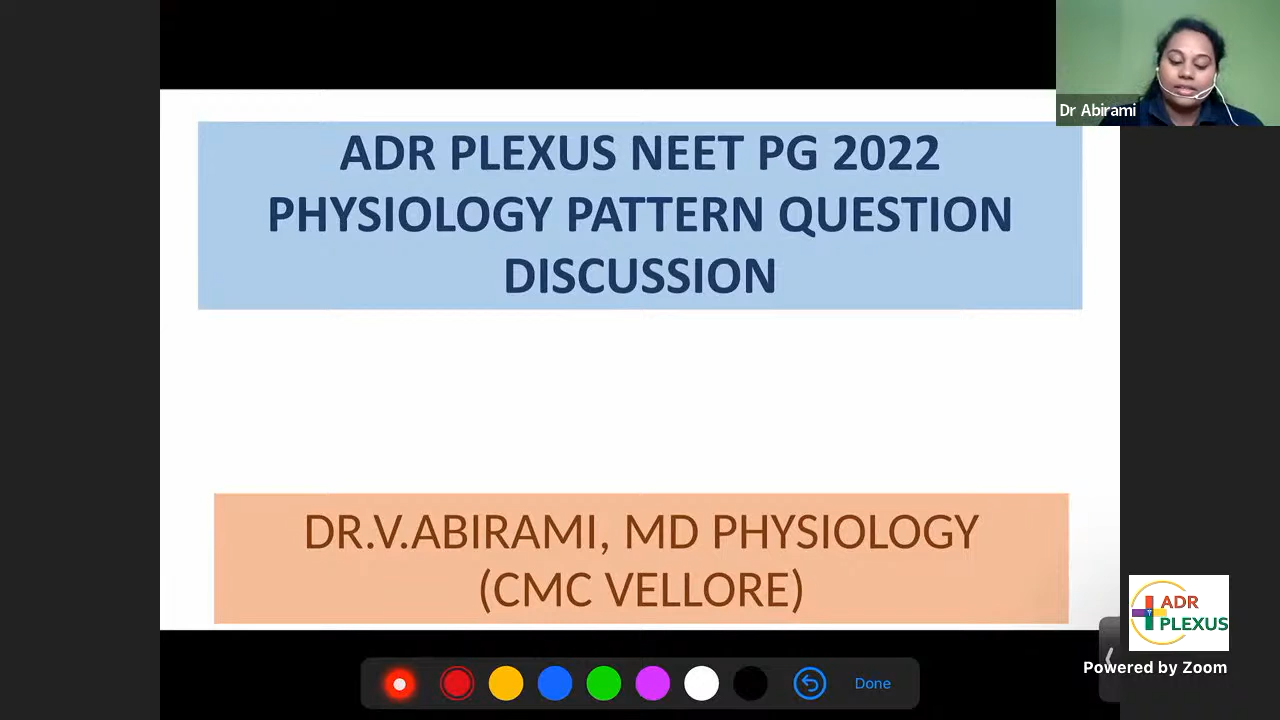 Dr Abirami
ADR PLEXUS NEET PG 2022
PHYSIOLOGY PATTERN QUESTION
DISCUSSION
DR.V.ABIRAMI, MD PHYSIOLOGY
(CMC VELLORE)
ADR
PLEXUS
Powered by Zoom
Done